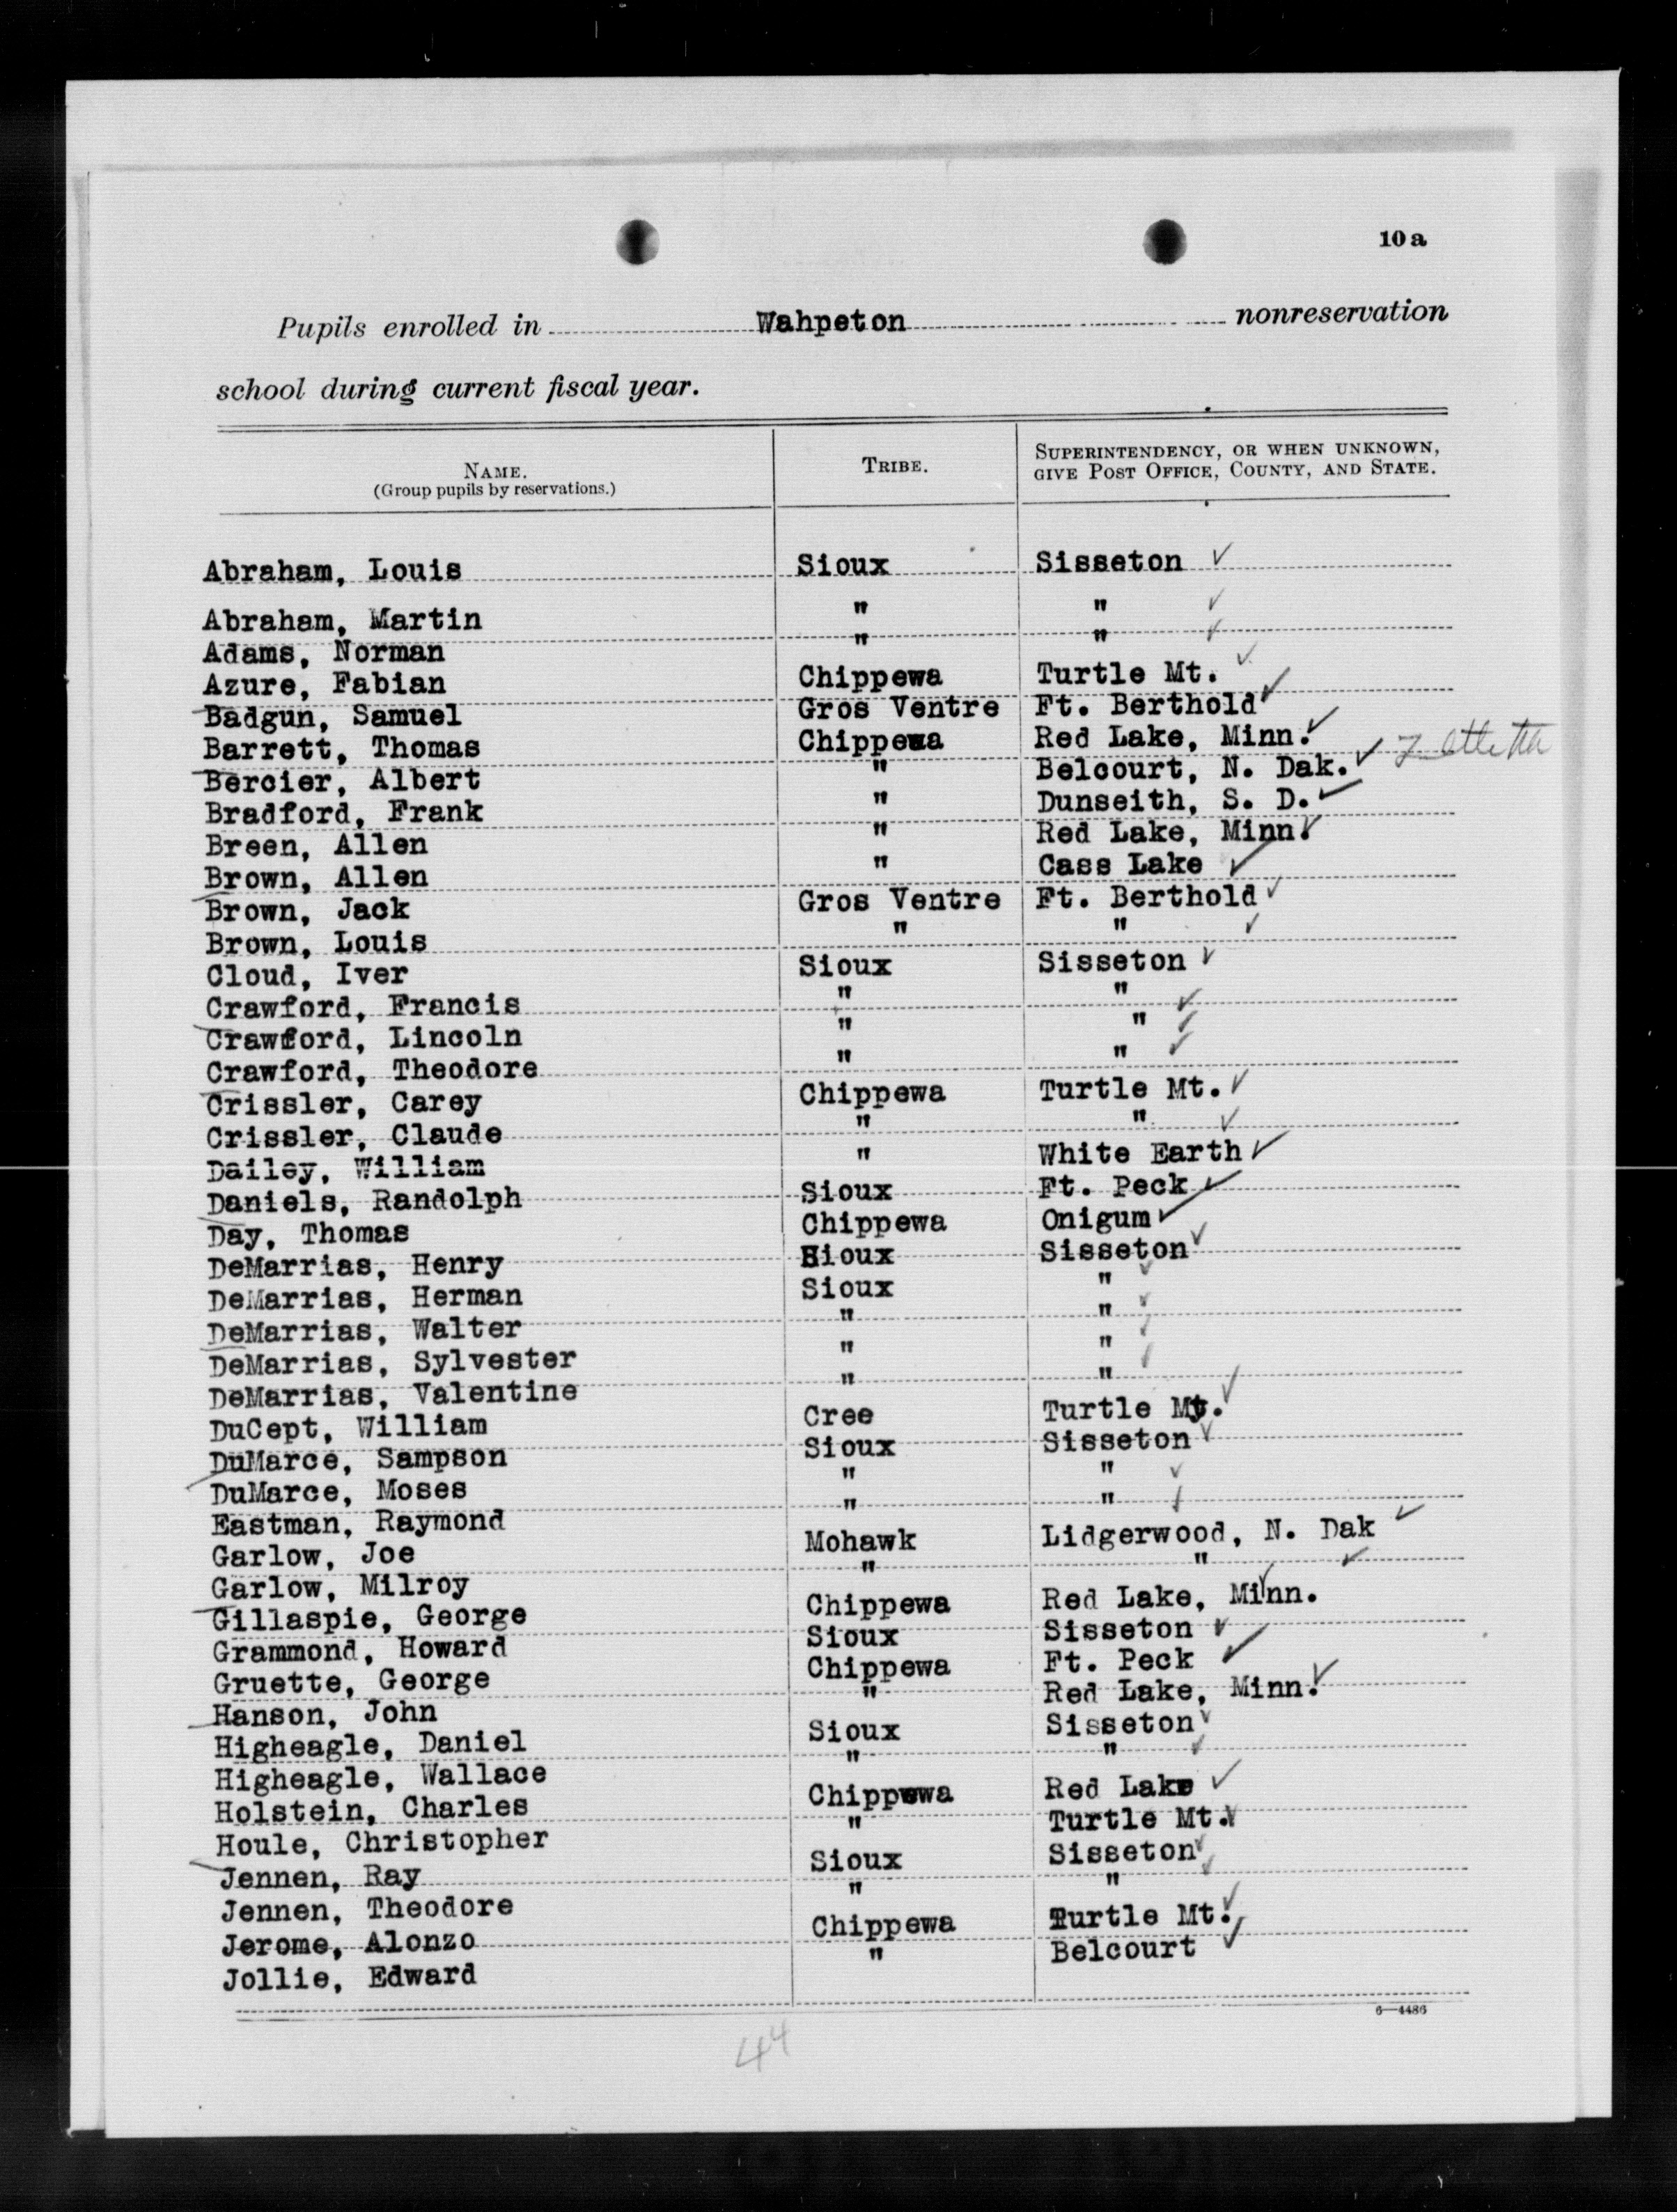 10 a
Pupils enrolled in Wahpeton nonreservation
school during current fiscal year.
NAME. (Group pupils by reservations.) TRIBE. SUPERINTENDENCY, OR WHEN UNKNOWN, GIVE POST OFFICE, COUNTY, AND STATE.
Abraham, Louis Sioux Sisseton ✓
Abraham, Martin " " ✓
Adams, Norman " " ✓
Azure, Fabian Chippewa Turtle Mt. ✓
Badgun, Samuel Gros Ventre Ft. Berthold ✓
Barrett, Thomas Chippewa Red Lake, Minn. ✓
Bercier, Albert " Belcourt, N. Dak. ✓
Bradford, Frank " Dunseith, S. D. ✓
Breen, Allen " Red Lake, Minn. ✓
Brown, Allen " Cass Lake ✓
Brown, Jack Gros Ventre Ft. Berthold ✓
Brown, Louis " " ✓
Cloud, Iver Sioux Sisseton ✓
Crawford, Francis " " ✓
Crawford, Lincoln " " ✓
Crawford, Theodore " " ✓
Crissler, Carey Chippewa Turtle Mt. ✓
Crissler, Claude " " ✓
Dailey, William " White Earth ✓
Daniels, Randolph Sioux Ft. Peck ✓
Day, Thomas Chippewa Onigum ✓
DeMarrias, Henry Sioux Sisseton ✓
DeMarrias, Herman Sioux " ✓
DeMarrias, Walter " " ✓
DeMarrias, Sylvester " " ✓
DeMarrias, Valentine " " ✓
DuCept, William Cree Turtle Mt. ✓
DuMarce, Sampson Sioux Sisseton ✓
DuMarce, Moses " " ✓
Eastman, Raymond " " ✓
Garlow, Joe Mohawk Lidgerwood, N. Dak ✓
Garlow, Milroy " " ✓
Gillaspie, George Chippewa Red Lake, Minn. ✓
Grammond, Howard Sioux Sisseton ✓
Gruette, George Chippewa Ft. Peck ✓
Hanson, John " Red Lake, Minn. ✓
Higheagle, Daniel Sioux Sisseton ✓
Higheagle, Wallace " " ✓
Holstein, Charles Chippewa Red Lake ✓
Houle, Christopher " Turtle Mt. ✓
Jennen, Ray Sioux Sisseton ✓
Jennen, Theodore " " ✓
Jerome, Alonzo Chippewa Turtle Mt. ✓
Jollie, Edward " Belcourt ✓
6—4486
44